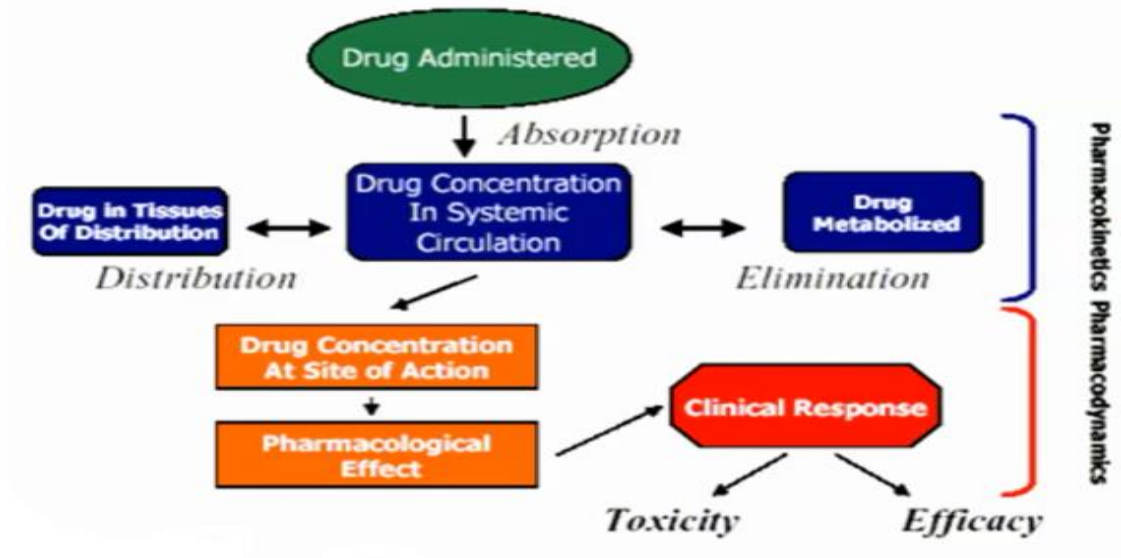 Drug Administered
Absorption
Drug in Tissues
Of Distribution
Drug Concentration
In Systemic
Circulation
Drug
Metabolized
Distribution
Elimination
Pharmacokinetics
Drug Concentration
At Site of Action
Pharmacological
Effect
Clinical Response
Toxicity
Efficacy
Pharmacodynamics